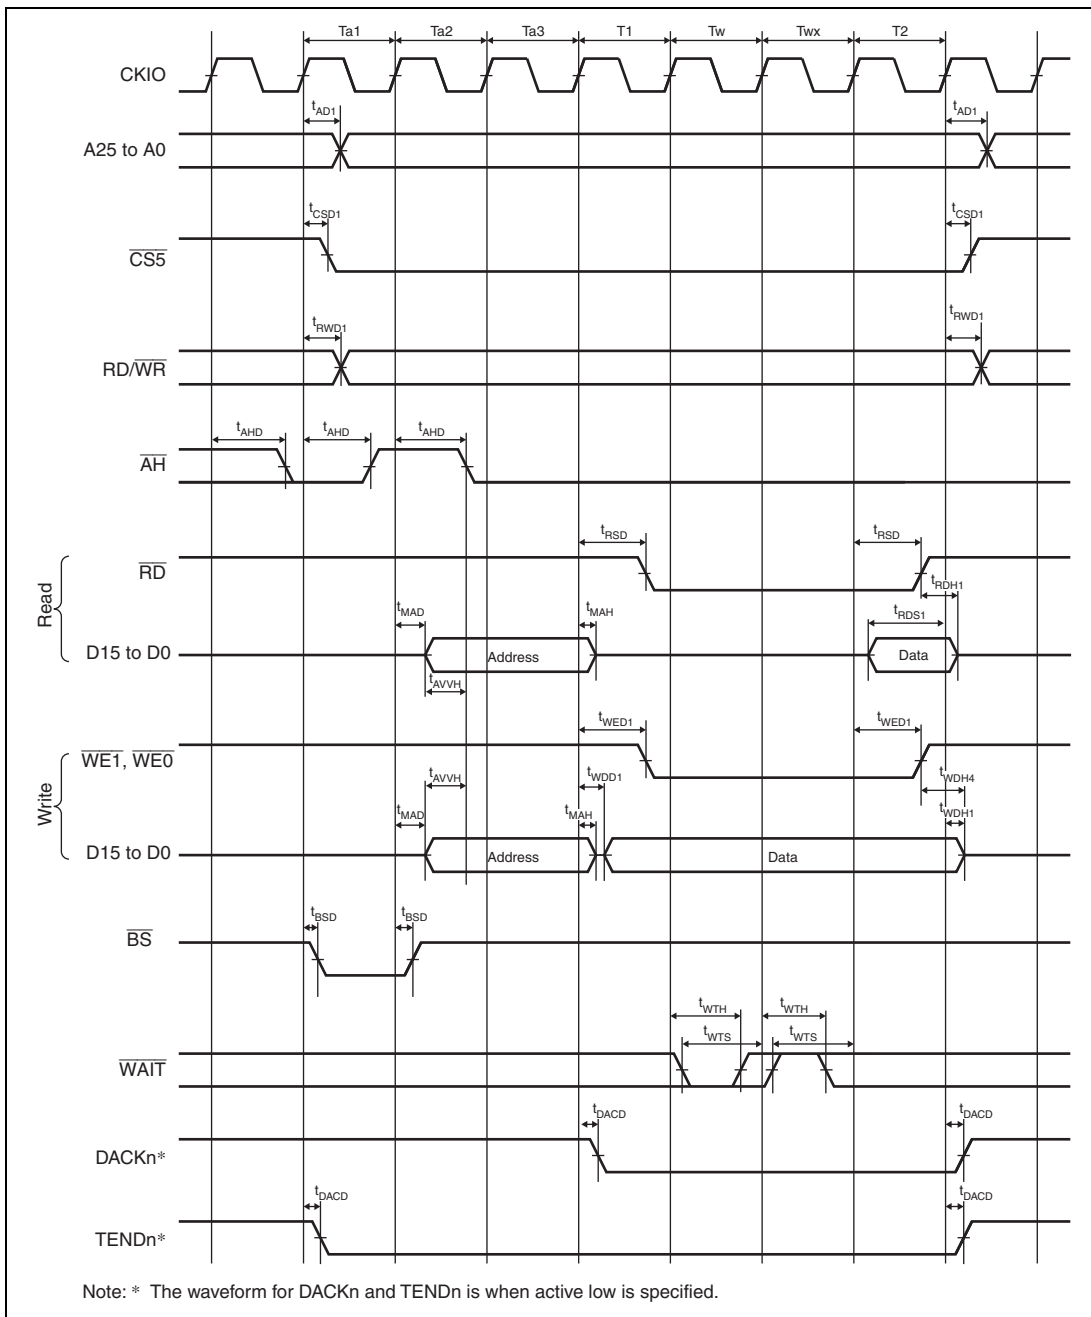 Ta1 Ta2 Ta3 T1 Tw Twx T2
CKIO
tAD1 tAD1
A25 to A0
tCSD1 tCSD1
CS5
tRWD1 tRWD1
RD/WR
tAHD tAHD tAHD
AH
tRSD tRSD
RD
tRDH1
Read
tMAD tMAH tRDS1
D15 to D0 Address Data
tAVVH
tWED1 tWED1
WE1, WE0
tAVVH tWDD1 tWDH4
Write
tMAD tMAH tWDH1
D15 to D0 Address Data
tBSD tBSD
BS
tWTH tWTH
tWTS tWTS
WAIT
tDACD tDACD
DACKn*
tDACD tDACD
TENDn*
Note: * The waveform for DACKn and TENDn is when active low is specified.